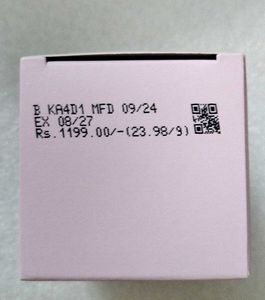 B KA4D1 MFD 09/24
EX 08/27
Rs.1199.00/-(23.98/g)